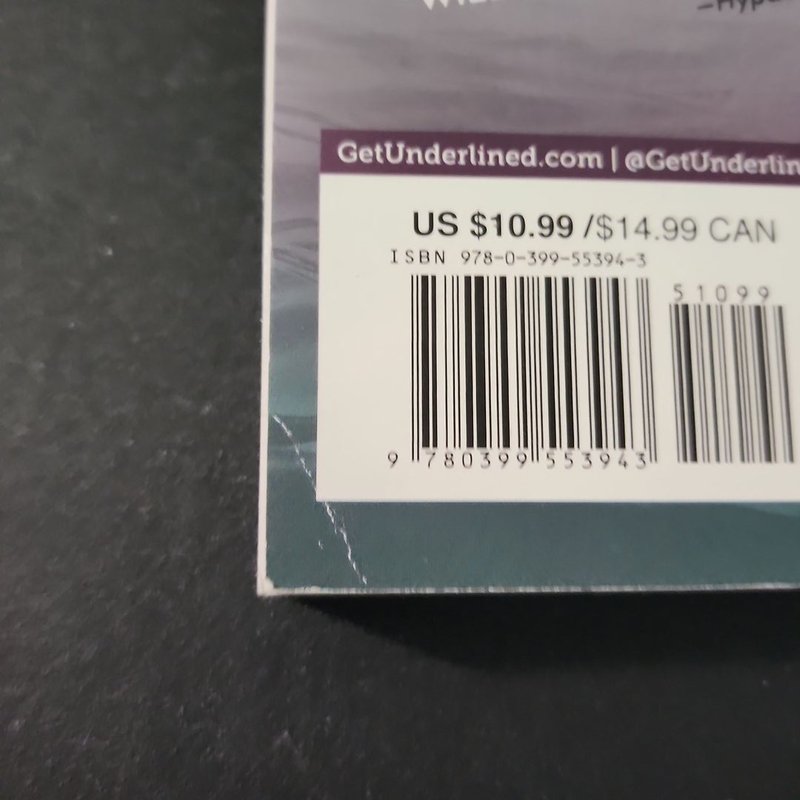 GetUnderlined.com | @GetUnderlin
US $10.99 /$14.99 CAN
ISBN 978-0-399-55394-3
51099
9 780399 553943